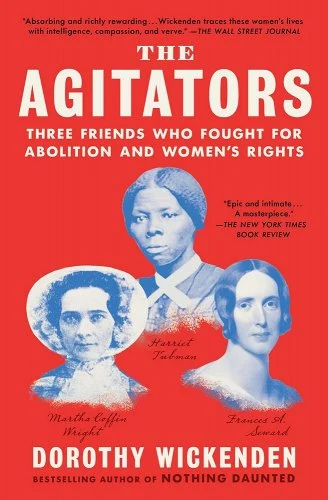 "Absorbing and richly rewarding... Wickenden traces these women's lives
with intelligence, compassion, and verve." —THE WALL STREET JOURNAL
THE
AGITATORS
THREE FRIENDS WHO FOUGHT FOR
ABOLITION AND WOMEN'S RIGHTS
"Epic and intimate...
A masterpiece."
—THE NEW YORK TIMES
BOOK REVIEW
Harriet
Tubman
Martha Coffin
Wright
Frances A.
Seward
DOROTHY WICKENDEN
BESTSELLING AUTHOR OF NOTHING DAUNTED